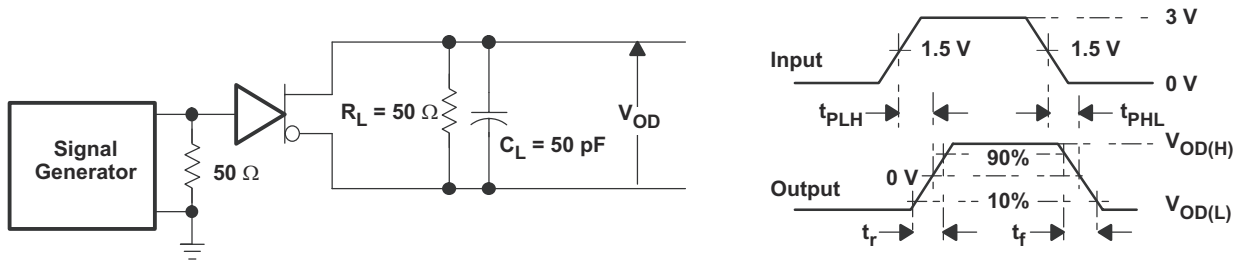 Signal
Generator
50 Ω
R_L = 50 Ω
C_L = 50 pF
V_OD
3 V
1.5 V
1.5 V
Input
0 V
t_PLH
t_PHL
V_OD(H)
90%
0 V
Output
10%
V_OD(L)
t_r
t_f